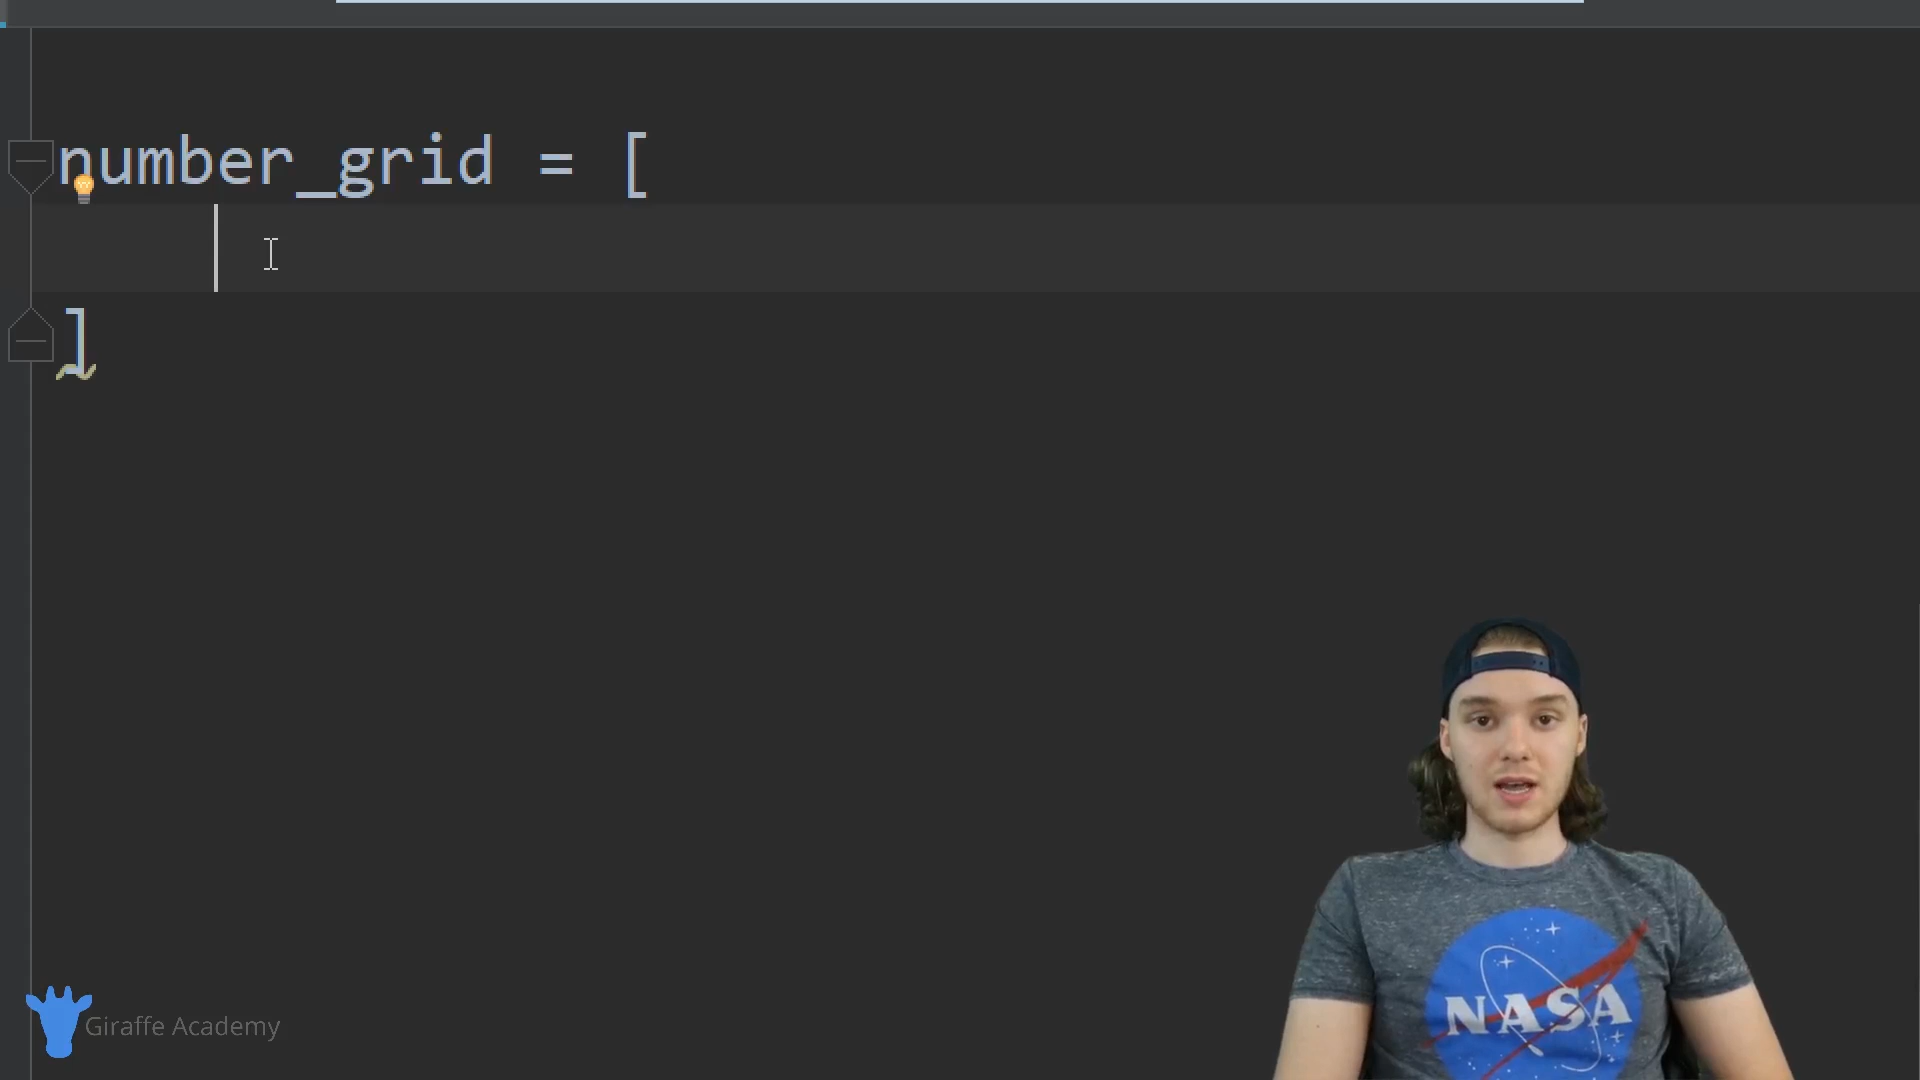 number_grid = [
]
NASA
Giraffe Academy